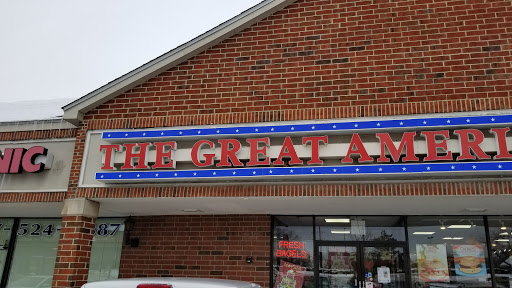 THE GREAT AMERI
NIC
524
87
FRESH
BAGELS